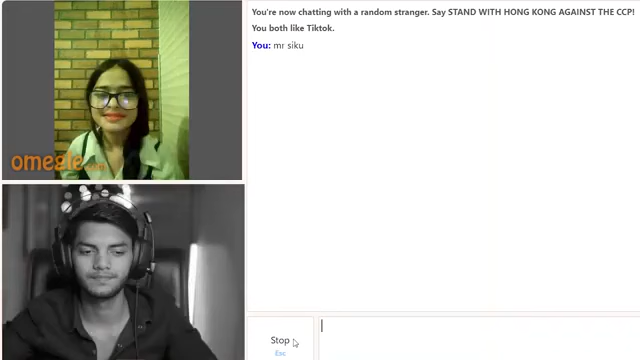 You're now chatting with a random stranger. Say STAND WITH HONG KONG AGAINST THE CCP!
You both like Tiktok.
You: mr siku
omegle.com
Stop
Esc